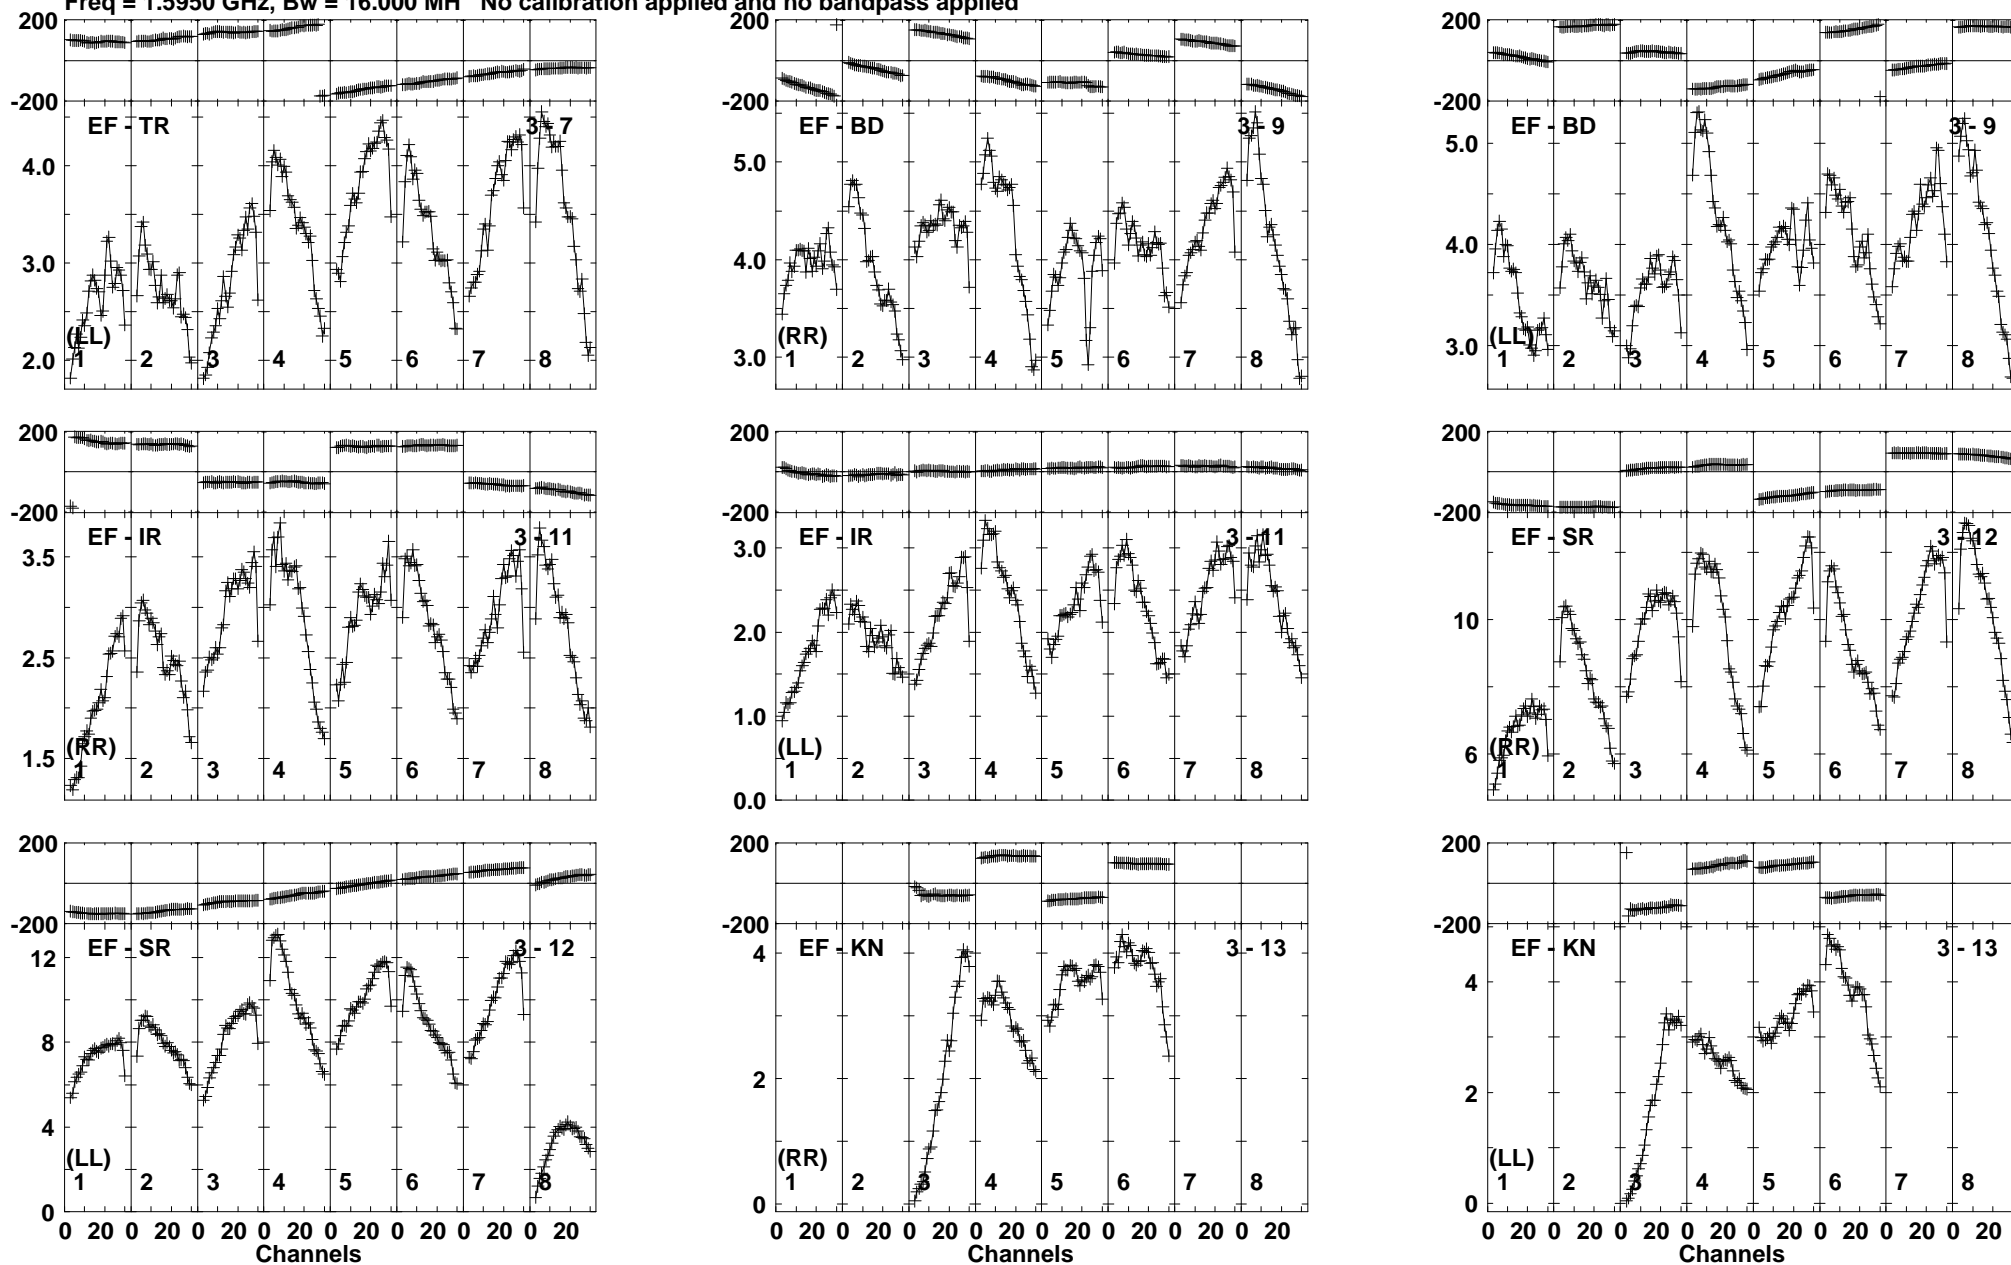 Freq = 1.5950 GHz, Bw = 16.000 MH No calibration applied and no bandpass applied
200 200 200
-200 -200 -200
EF - TR 3 - 7 EF - BD 3 - 9 EF - BD 3 - 9
4.0 5.0 5.0
3.0 4.0 4.0
(LL) (RR) (LL)
2.0 3.0 3.0
1 2 3 4 5 6 7 8 1 2 3 4 5 6 7 8 1 2 3 4 5 6 7 8
200 200 200
-200 -200 -200
EF - IR 3 - 11 EF - IR 3 - 11 EF - SR 3 - 12
3.5 3.0 10
2.5 2.0
(RR) (LL) (RR)
1.5 1.0 6
1 2 3 4 5 6 7 8 1 2 3 4 5 6 7 8 1 2 3 4 5 6 7 8
0.0
200 200 200
-200 -200 -200
EF - SR 3 - 12 EF - KN 3 - 13 EF - KN 3 - 13
12 4 4
8 2 2
4
(LL) (RR) (LL)
1 2 3 4 5 6 7 8 1 2 3 4 5 6 7 8 1 2 3 4 5 6 7 8
0 0 0
0 20 0 20 0 20 0 20 0 20 0 20 0 20 0 20 0 20 0 20 0 20 0 20 0 20 0 20 0 20 0 20 0 20 0 20 0 20 0 20 0 20 0 20 0 20 0 20
Channels Channels Channels